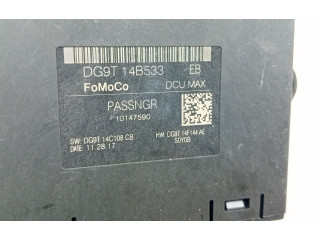 DG9T 14B533 EB
FoMoCo DCU MAX
PASSNGR
10147590
SW: DG9T 14C108 CB HW: DG9T 14F144 AE
DATE: 11.28.17 SOY0B